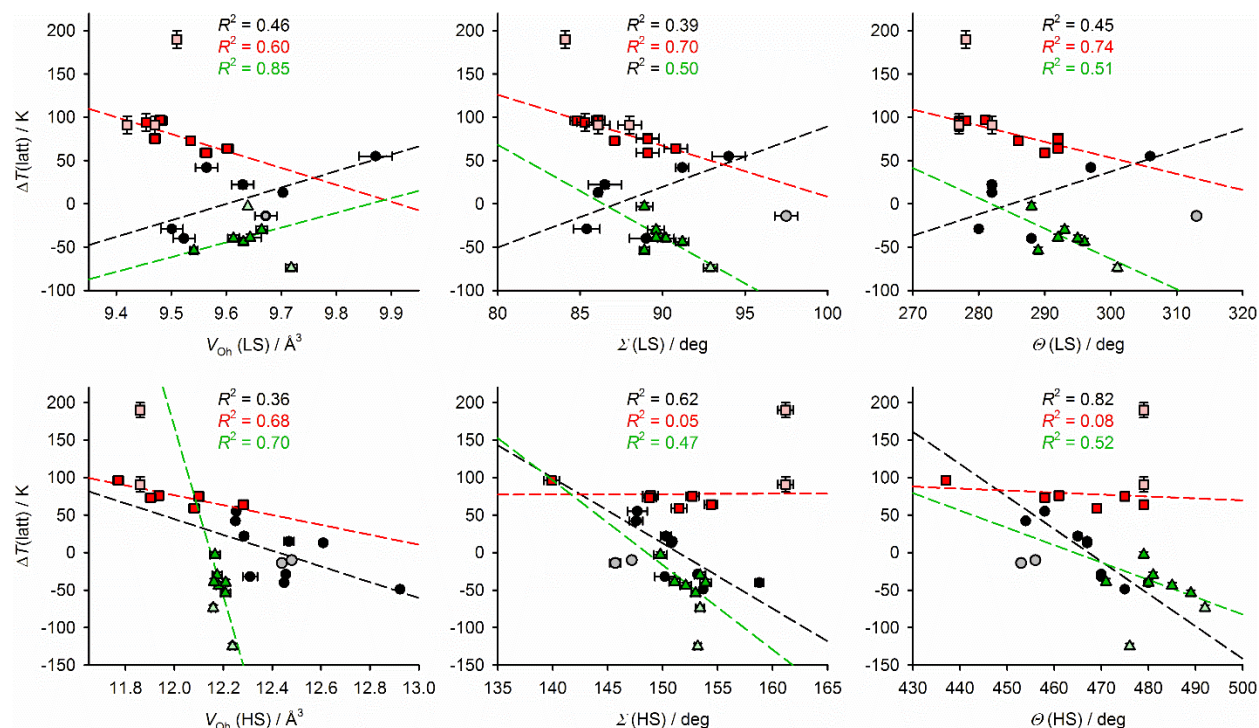 R² = 0.46
R² = 0.60
R² = 0.85
200
150
100
50
0
-50
-100
ΔT(latt) / K
9.4 9.5 9.6 9.7 9.8 9.9
V_Oh (LS) / Å³
R² = 0.39
R² = 0.70
R² = 0.50
80 85 90 95 100
Σ (LS) / deg
R² = 0.45
R² = 0.74
R² = 0.51
270 280 290 300 310 320
Θ (LS) / deg
R² = 0.36
R² = 0.68
R² = 0.70
200
150
100
50
0
-50
-100
-150
ΔT(latt) / K
11.8 12.0 12.2 12.4 12.6 12.8 13.0
V_Oh (HS) / Å³
R² = 0.62
R² = 0.05
R² = 0.47
135 140 145 150 155 160 165
Σ (HS) / deg
R² = 0.82
R² = 0.08
R² = 0.52
430 440 450 460 470 480 490 500
Θ (HS) / deg